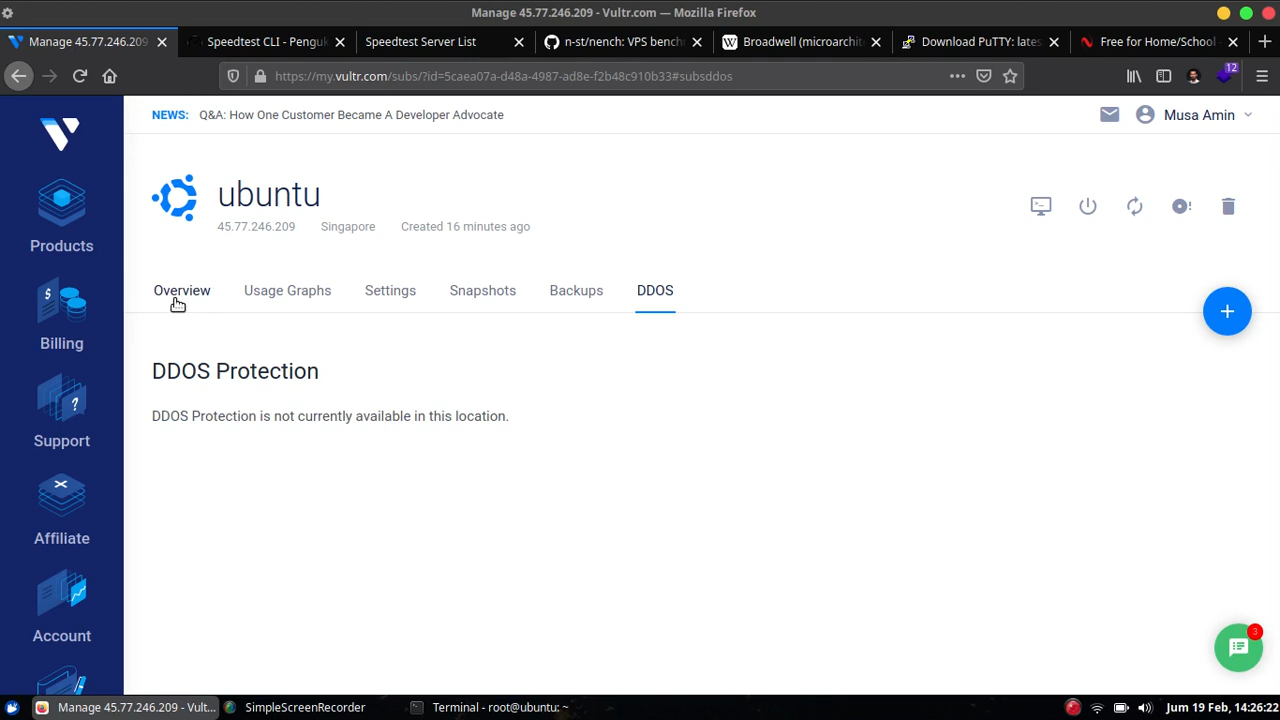 Manage 45.77.246.209 - Vultr.com — Mozilla Firefox
Manage 45.77.246.209
Speedtest CLI - Penguk
Speedtest Server List
n-st/nench: VPS bench
Broadwell (microarchite
Download PuTTY: lates
Free for Home/School -
https://my.vultr.com/subs/?id=5caea07a-d48a-4987-ad8e-f2b48c910b33#subsddos
12
NEWS: Q&A: How One Customer Became A Developer Advocate
Musa Amin
ubuntu
45.77.246.209 Singapore Created 16 minutes ago
Products
Billing
Support
Affiliate
Account
Overview Usage Graphs Settings Snapshots Backups DDOS
DDOS Protection
DDOS Protection is not currently available in this location.
3
Manage 45.77.246.209 - Vult...
SimpleScreenRecorder
Terminal - root@ubuntu: ~
Jum 19 Feb, 14:26:22